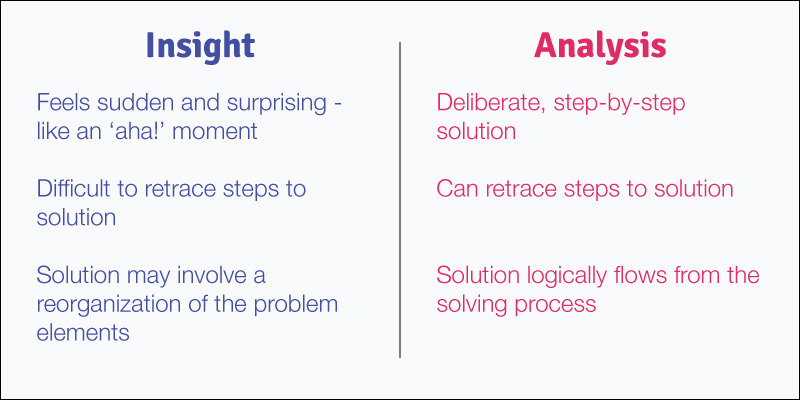 Insight
Feels sudden and surprising -
like an ‘aha!’ moment
Difficult to retrace steps to
solution
Solution may involve a
reorganization of the problem
elements
Analysis
Deliberate, step-by-step
solution
Can retrace steps to solution
Solution logically flows from the
solving process